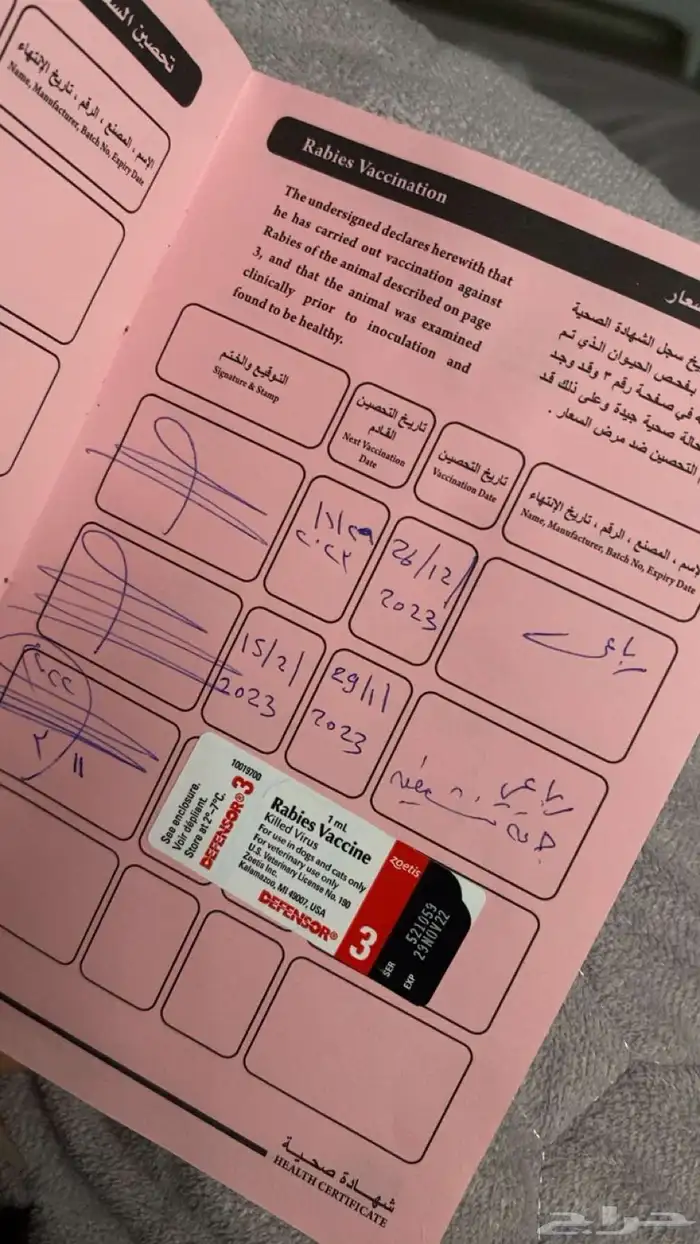 تحصين
الإسم ، المصنع ، الرقم ، تاريخ الإنتهاء
Name, Manufacturer, Batch No, Expiry Date
Rabies Vaccination
The undersigned declares herewith that
he has carried out vaccination against
Rabies of the animal described on page
3, and that the animal was examined
clinically prior to inoculation and
found to be healthy.
سجل الشهادة الصحية
بفحص الحيوان الذي تم
في صفحة رقم ٣ وقد وجد
حالة صحية جيدة وعلى ذلك قد
التحصين ضد مرض السعار .
التوقيع والختم
Signature & Stamp
تاريخ التحصين
القادم
Next Vaccination
Date
تاريخ التحصين
Vaccination Date
المصنع ، الرقم ، تاريخ الإنتهاء
Name, Manufacturer, Batch No, Expiry Date
26/12/
2023
15/2/
2023
29/1/
2023
رباعي
٢٠٢٢
٢ ١١
10019700
See enclosure.
Voir dépliant.
Store at 2°-7°C.
DEFENSOR® 3
1 mL
Rabies Vaccine
Killed Virus
For use in dogs and cats only
For veterinary use only
U.S. Veterinary License No. 190
Zoetis Inc.
Kalamazoo, MI 49007, USA
DEFENSOR® 3
zoetis
SER 521059
EXP 29NOV22
شهادة صحية
HEALTH CERTIFICATE
حراج